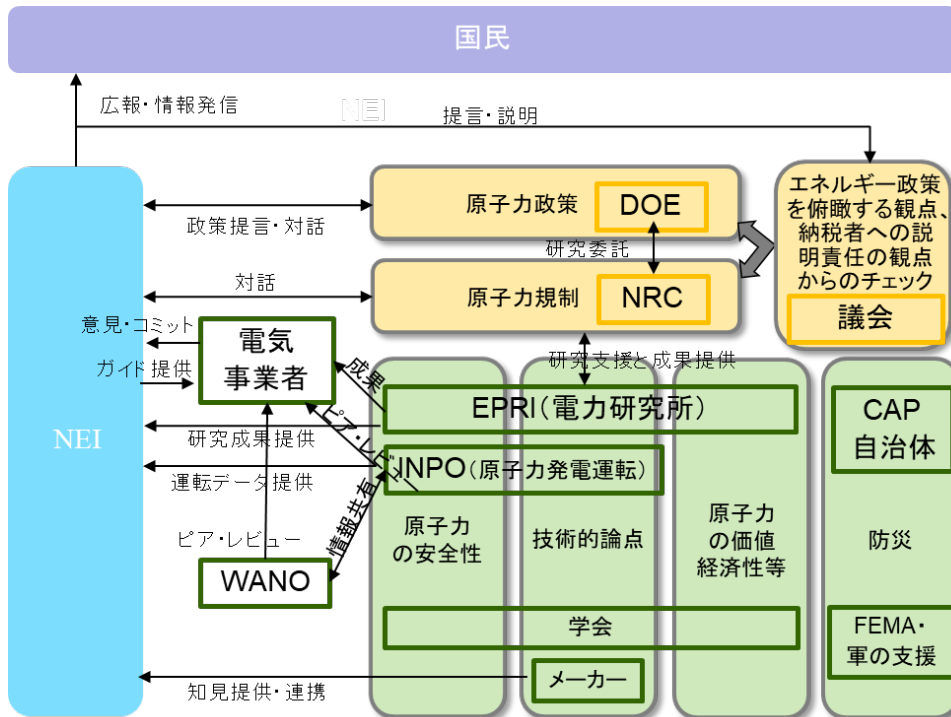 国民
広報・情報発信
NEI
提言・説明
原子力政策
DOE
エネルギー政策
を俯瞰する観点、
納税者への説
明責任の観点
からのチェック
議会
政策提言・対話
研究委託
対話
原子力規制
NRC
意見・コミット
ガイド提供
電気
事業者
研究支援と成果提供
成果
EPRI(電力研究所)
CAP
自治体
NEI
研究成果提供
ピア・レビュー
INPO(原子力発電運転)
運転データ提供
情報共有
原子力
の安全性
技術的論点
原子力
の価値
経済性等
防災
ピア・レビュー
WANO
学会
FEMA・
軍の支援
メーカー
知見提供・連携